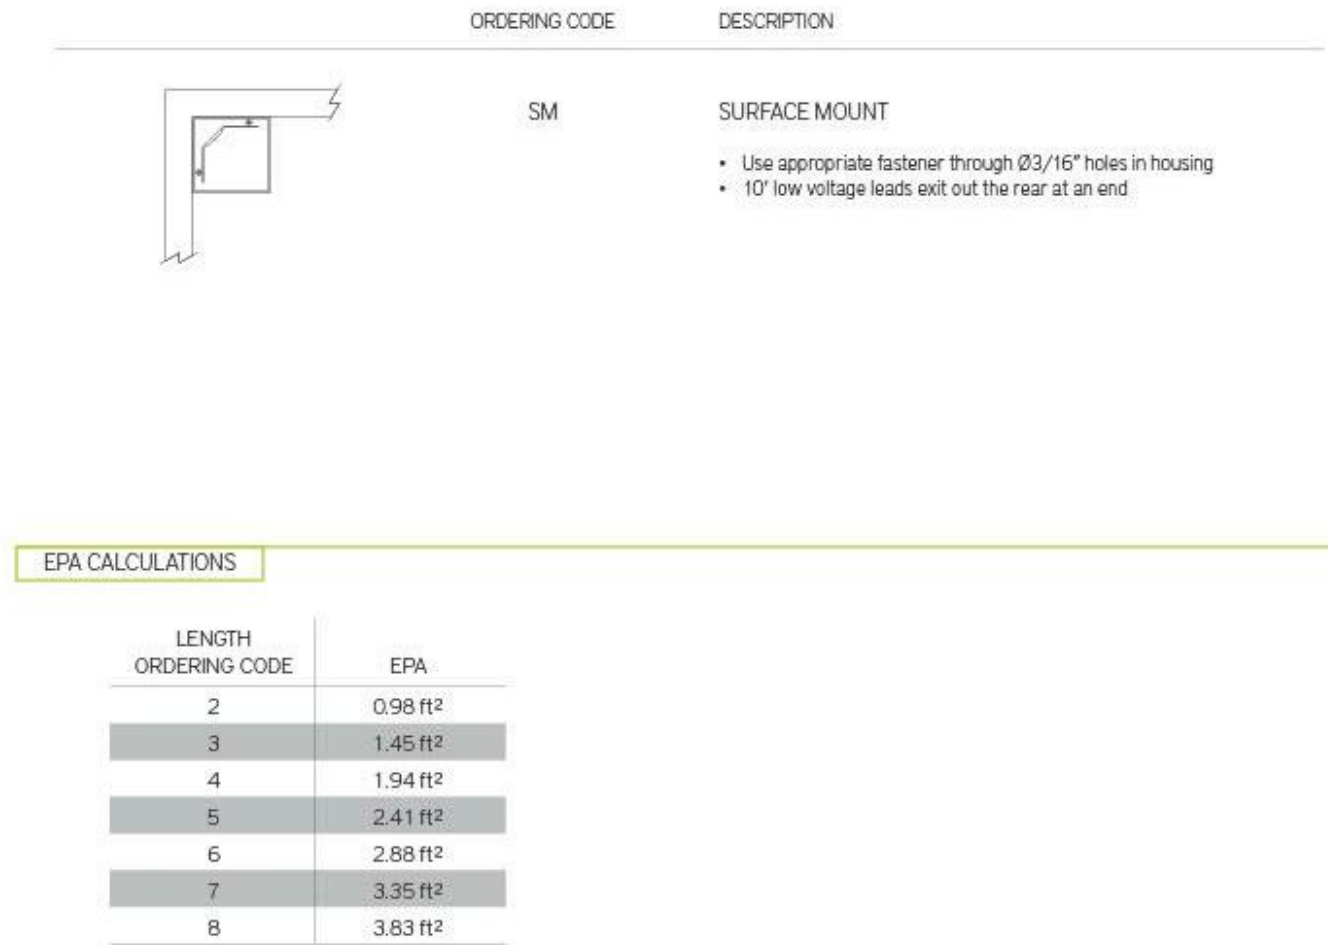 ORDERING CODE DESCRIPTION
SM SURFACE MOUNT
• Use appropriate fastener through Ø3/16" holes in housing
• 10' low voltage leads exit out the rear at an end
EPA CALCULATIONS
LENGTH
ORDERING CODE EPA
2 0.98 ft²
3 1.45 ft²
4 1.94 ft²
5 2.41 ft²
6 2.88 ft²
7 3.35 ft²
8 3.83 ft²